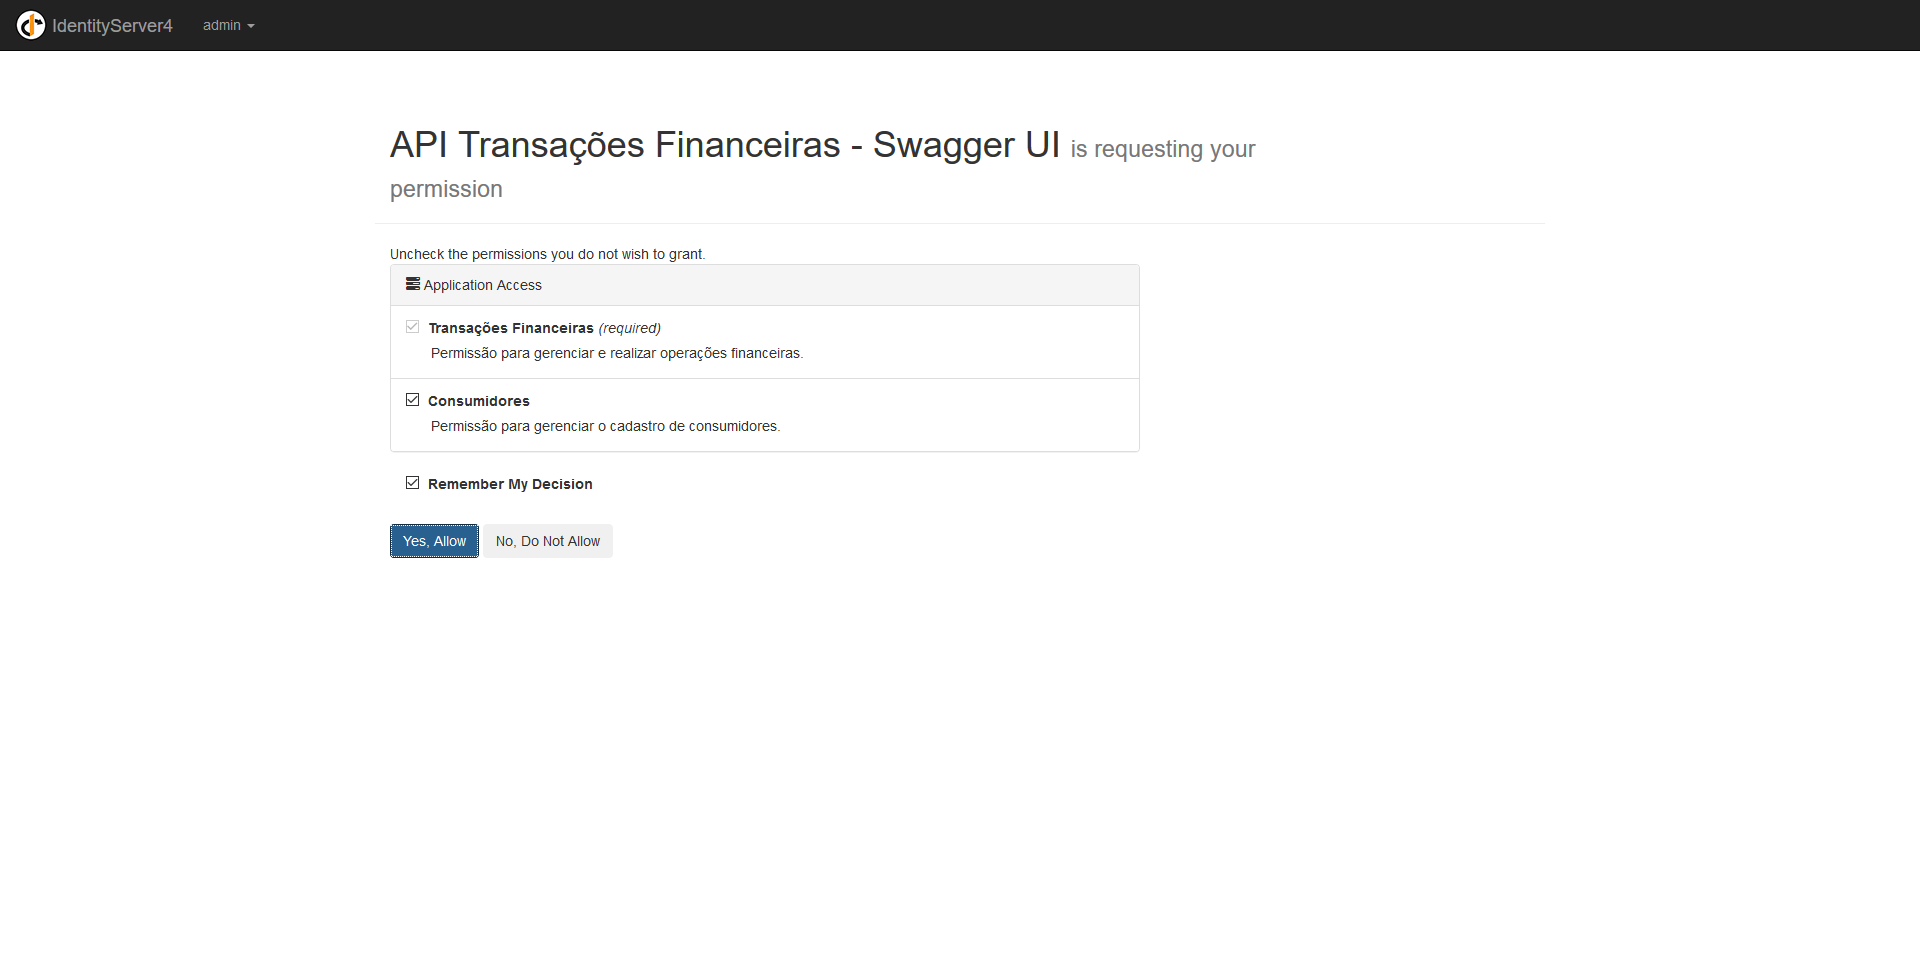 IdentityServer4 admin
API Transações Financeiras - Swagger UI is requesting your
permission
Uncheck the permissions you do not wish to grant.
Application Access
Transações Financeiras (required)
Permissão para gerenciar e realizar operações financeiras.
Consumidores
Permissão para gerenciar o cadastro de consumidores.
Remember My Decision
Yes, Allow No, Do Not Allow